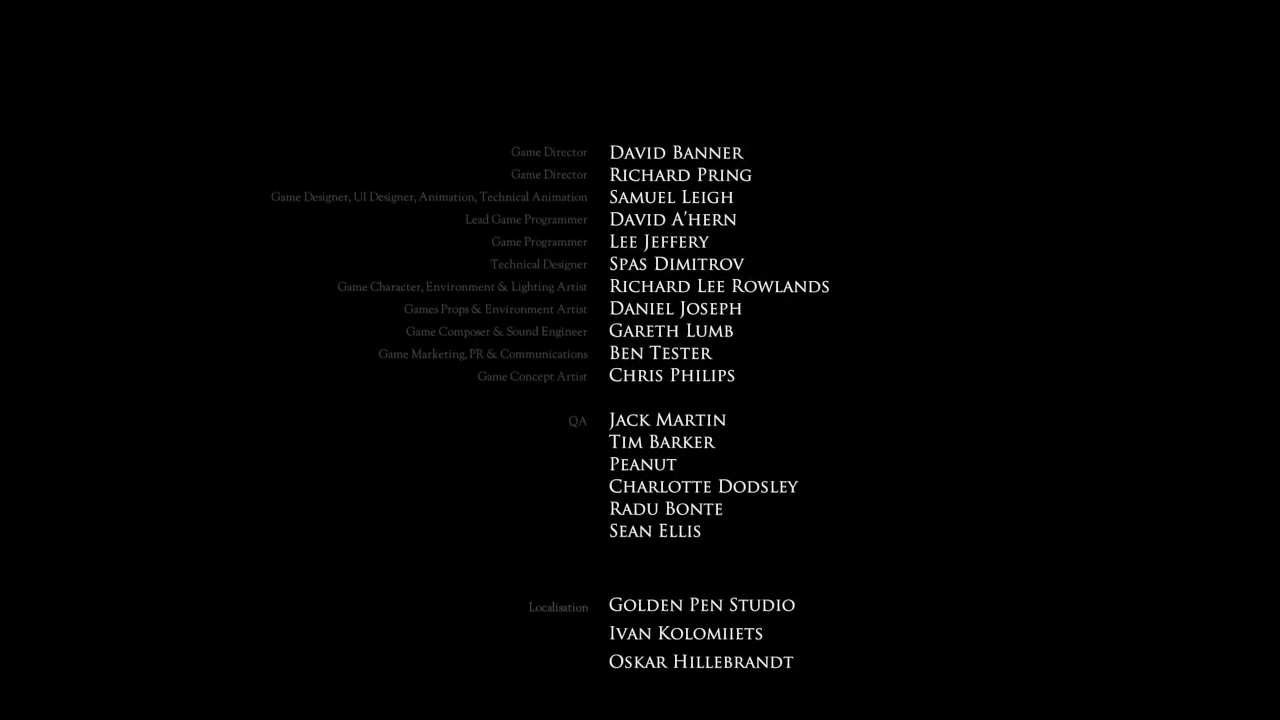 Game Director DAVID BANNER
Game Director RICHARD PRING
Game Designer, UI Designer, Animation, Technical Animation SAMUEL LEIGH
Lead Game Programmer DAVID A'HERN
Game Programmer LEE JEFFERY
Technical Designer SPAS DIMITROV
Game Character, Environment & Lighting Artist RICHARD LEE ROWLANDS
Games Props & Environment Artist DANIEL JOSEPH
Game Composer & Sound Engineer GARETH LUMB
Game Marketing, PR & Communications BEN TESTER
Game Concept Artist CHRIS PHILIPS
QA JACK MARTIN
TIM BARKER
PEANUT
CHARLOTTE DODSLEY
RADU BONTE
SEAN ELLIS
Localisation GOLDEN PEN STUDIO
IVAN KOLOMIIETS
OSKAR HILLEBRANDT